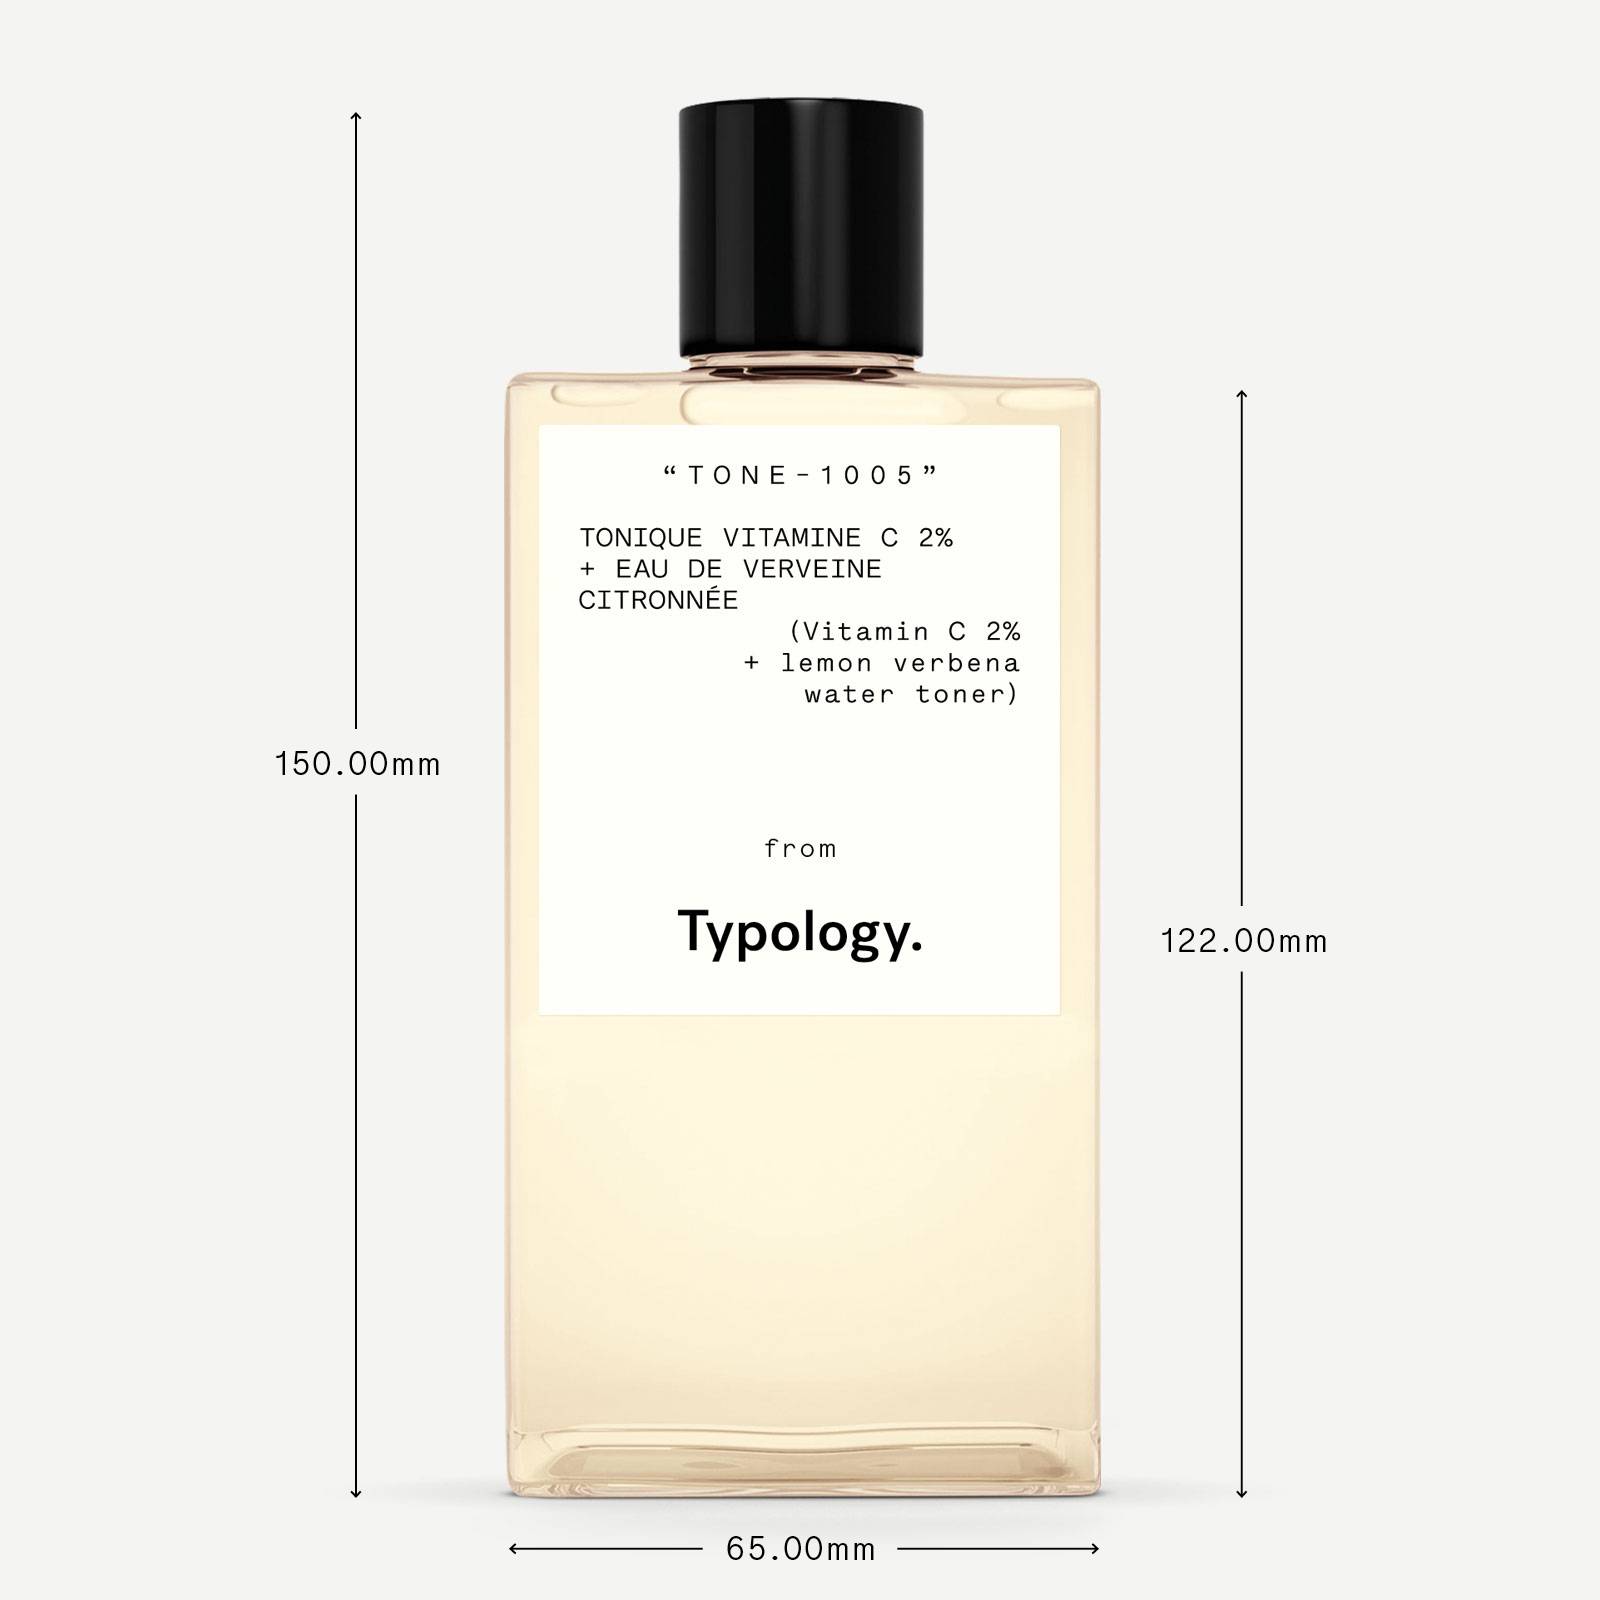 “TONE-1005”
TONIQUE VITAMINE C 2%
+ EAU DE VERVEINE
CITRONNÉE
(Vitamin C 2%
+ lemon verbena
water toner)
150.00mm
from
Typology.
122.00mm
65.00mm